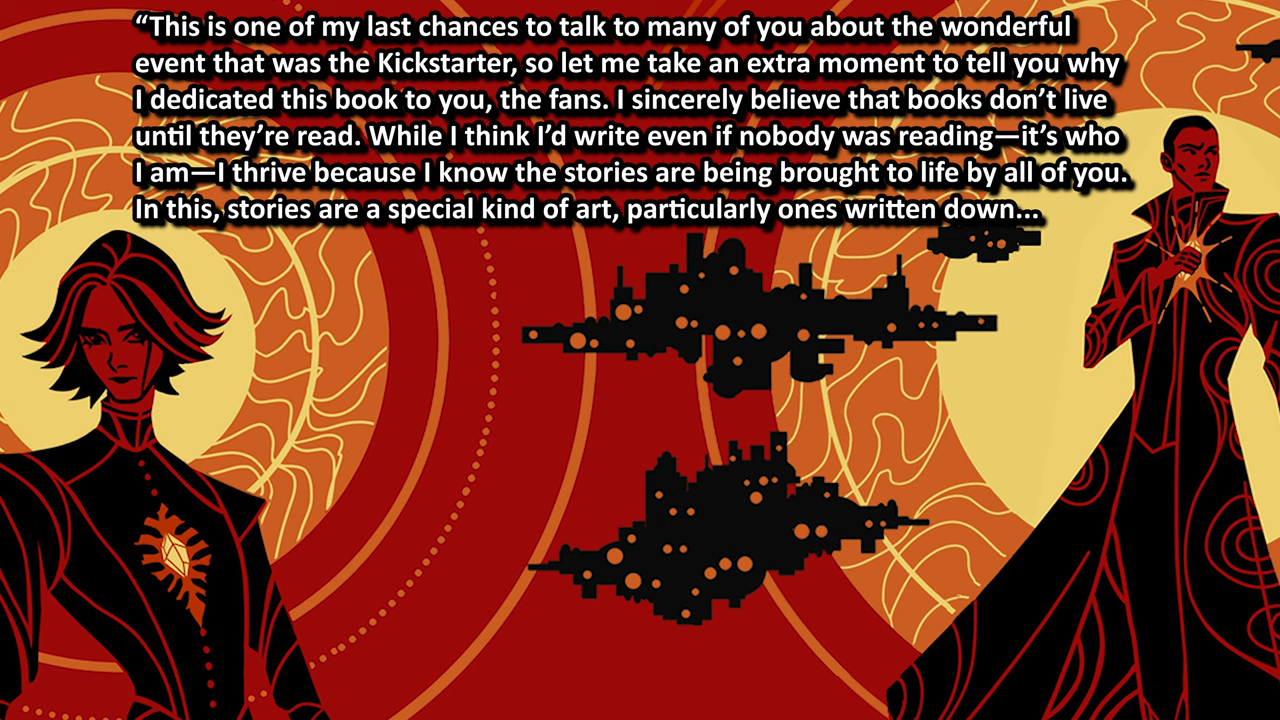 “This is one of my last chances to talk to many of you about the wonderful
event that was the Kickstarter, so let me take an extra moment to tell you why
I dedicated this book to you, the fans. I sincerely believe that books don’t live
until they’re read. While I think I’d write even if nobody was reading—it’s who
I am—I thrive because I know the stories are being brought to life by all of you.
In this, stories are a special kind of art, particularly ones written down...